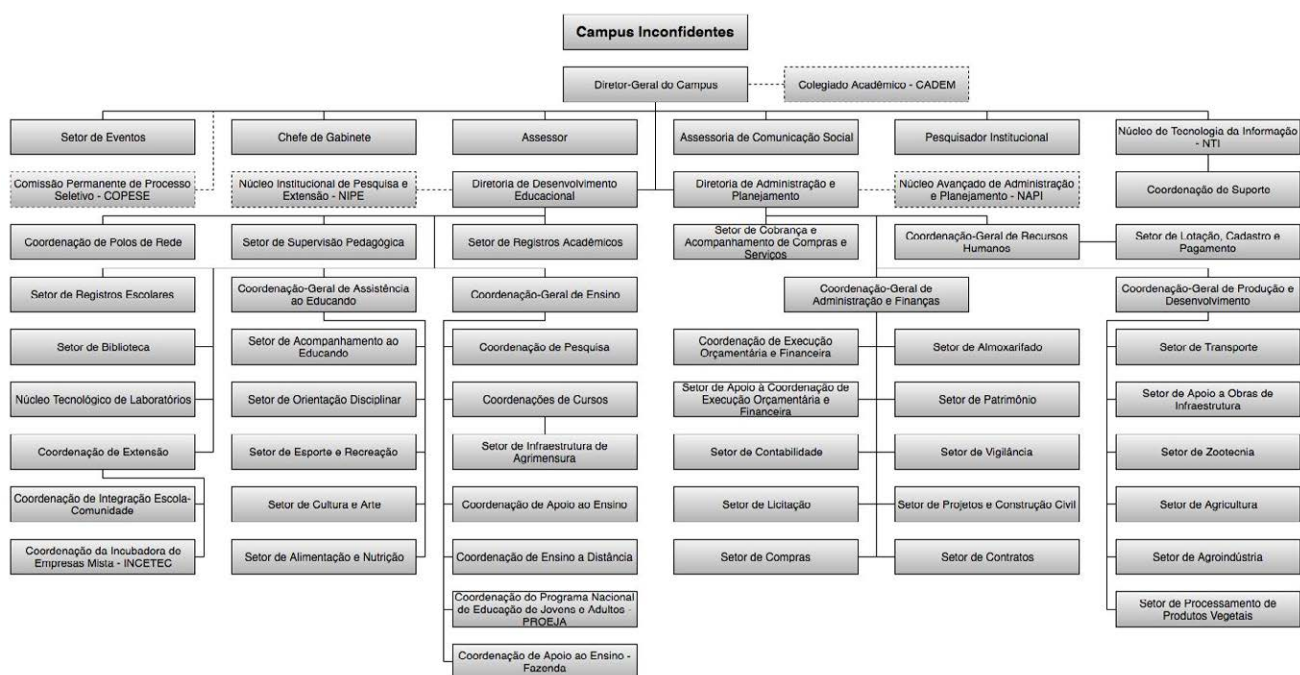 Campus Inconfidentes
Diretor-Geral do Campus
Colegiado Acadêmico - CADEM
Setor de Eventos
Chefe de Gabinete
Assessor
Assessoria de Comunicação Social
Pesquisador Institucional
Núcleo de Tecnologia da Informação
- NTI
Comissão Permanente de Processo
Seletivo - COPESE
Núcleo Institucional de Pesquisa e
Extensão - NIPE
Diretoria de Desenvolvimento
Educacional
Diretoria de Administração e
Planejamento
Núcleo Avançado de Administração
e Planejamento - NAPI
Coordenação de Suporte
Coordenação de Polos de Rede
Setor de Supervisão Pedagógica
Setor de Registros Acadêmicos
Setor de Cobrança e
Acompanhamento de Compras e
Serviços
Coordenação-Geral de Recursos
Humanos
Setor de Lotação, Cadastro e
Pagamento
Setor de Registros Escolares
Coordenação-Geral de Assistência
ao Educando
Coordenação-Geral de Ensino
Coordenação-Geral de
Administração e Finanças
Coordenação-Geral de Produção e
Desenvolvimento
Setor de Biblioteca
Setor de Acompanhamento ao
Educando
Coordenação de Pesquisa
Coordenação de Execução
Orçamentária e Financeira
Setor de Almoxarifado
Setor de Transporte
Núcleo Tecnológico de Laboratórios
Setor de Orientação Disciplinar
Coordenações de Cursos
Setor de Apoio à Coordenação de
Execução Orçamentária e
Financeira
Setor de Patrimônio
Setor de Apoio a Obras de
Infraestrutura
Coordenação de Extensão
Setor de Esporte e Recreação
Setor de Infraestrutura de
Agrimensura
Setor de Contabilidade
Setor de Vigilância
Setor de Zootecnia
Coordenação de Integração Escola-
Comunidade
Setor de Cultura e Arte
Coordenação de Apoio ao Ensino
Setor de Licitação
Setor de Projetos e Construção Civil
Setor de Agricultura
Coordenação da Incubadora de
Empresas Mista - INCETEC
Setor de Alimentação e Nutrição
Coordenação de Ensino a Distância
Setor de Compras
Setor de Contratos
Setor de Agroindústria
Coordenação do Programa Nacional
de Educação de Jovens e Adultos -
PROEJA
Setor de Processamento de
Produtos Vegetais
Coordenação de Apoio ao Ensino -
Fazenda